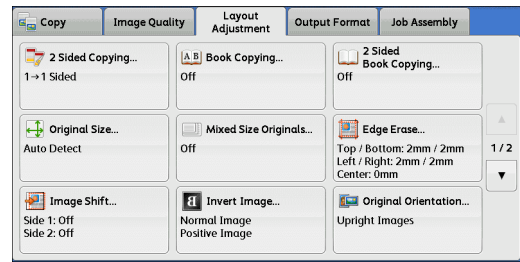 Copy
Image Quality
Layout
Adjustment
Output Format
Job Assembly
2 Sided Copying...
1→1 Sided
A B
Book Copying...
Off
2 Sided
Book Copying...
Off
Original Size...
Auto Detect
Mixed Size Originals...
Off
Edge Erase...
Top / Bottom: 2mm / 2mm
Left / Right: 2mm / 2mm
Center: 0mm
1 / 2
Image Shift...
Side 1: Off
Side 2: Off
Invert Image...
Normal Image
Positive Image
Original Orientation...
Upright Images